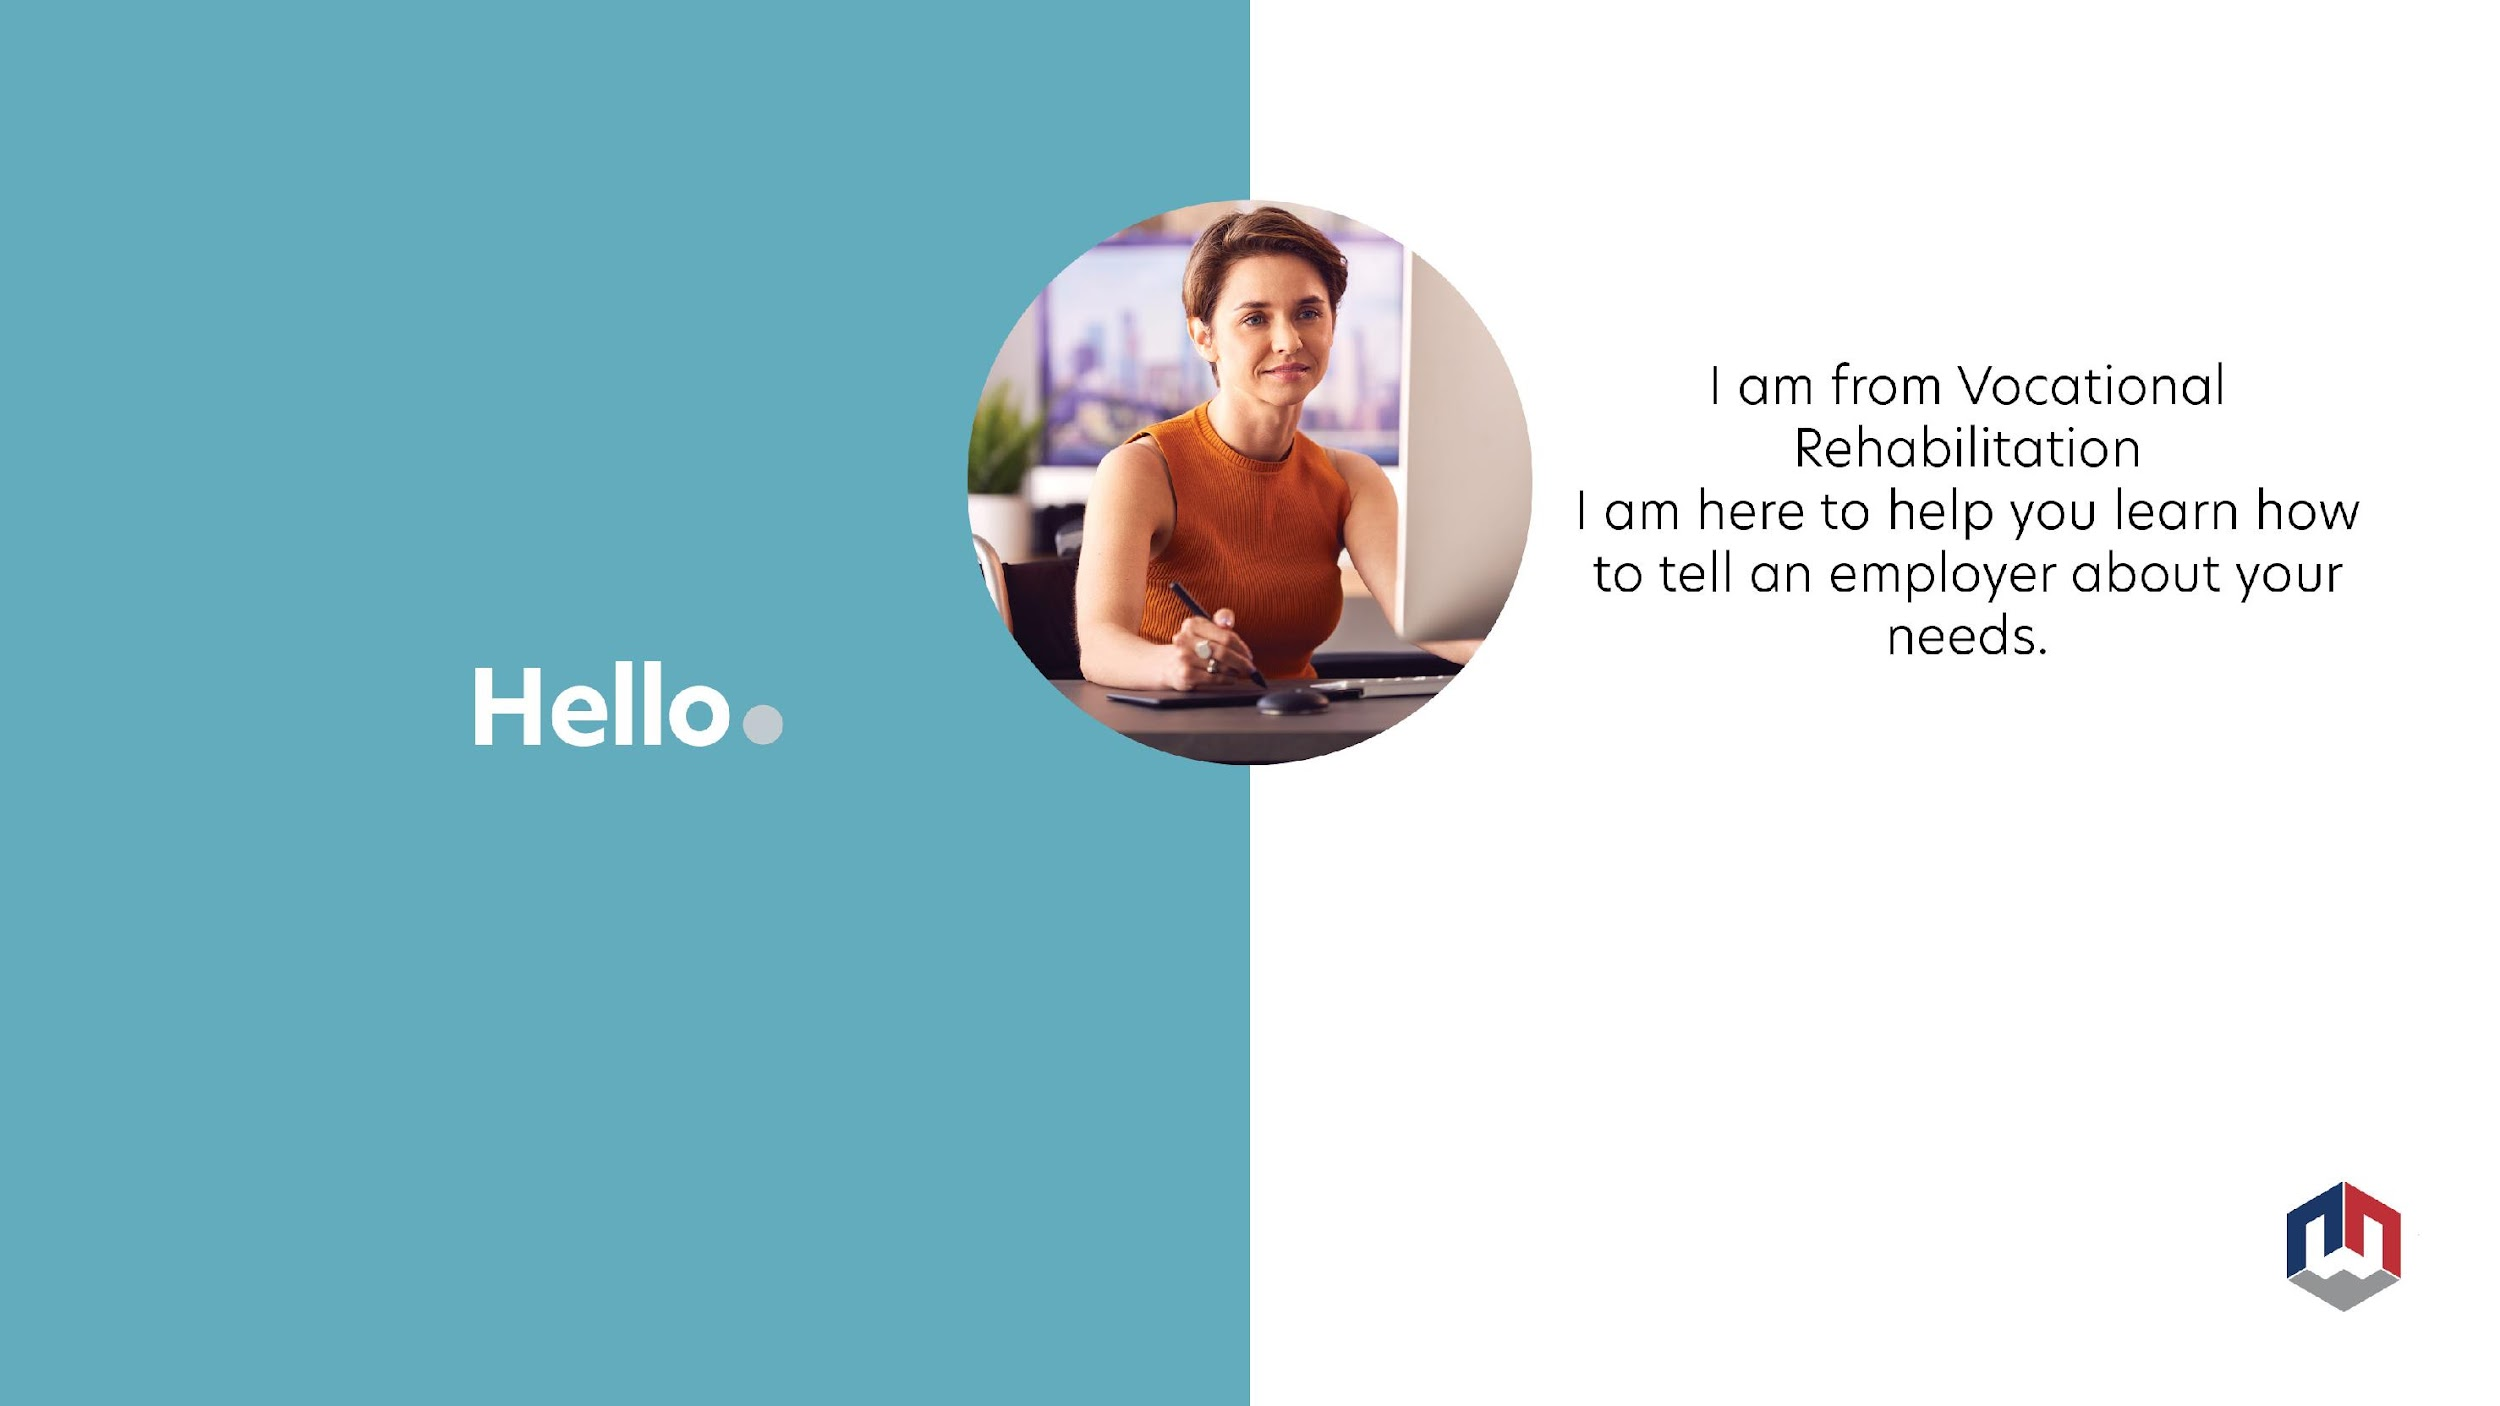 Hello.
I am from Vocational
Rehabilitation
I am here to help you learn how
to tell an employer about your
needs.